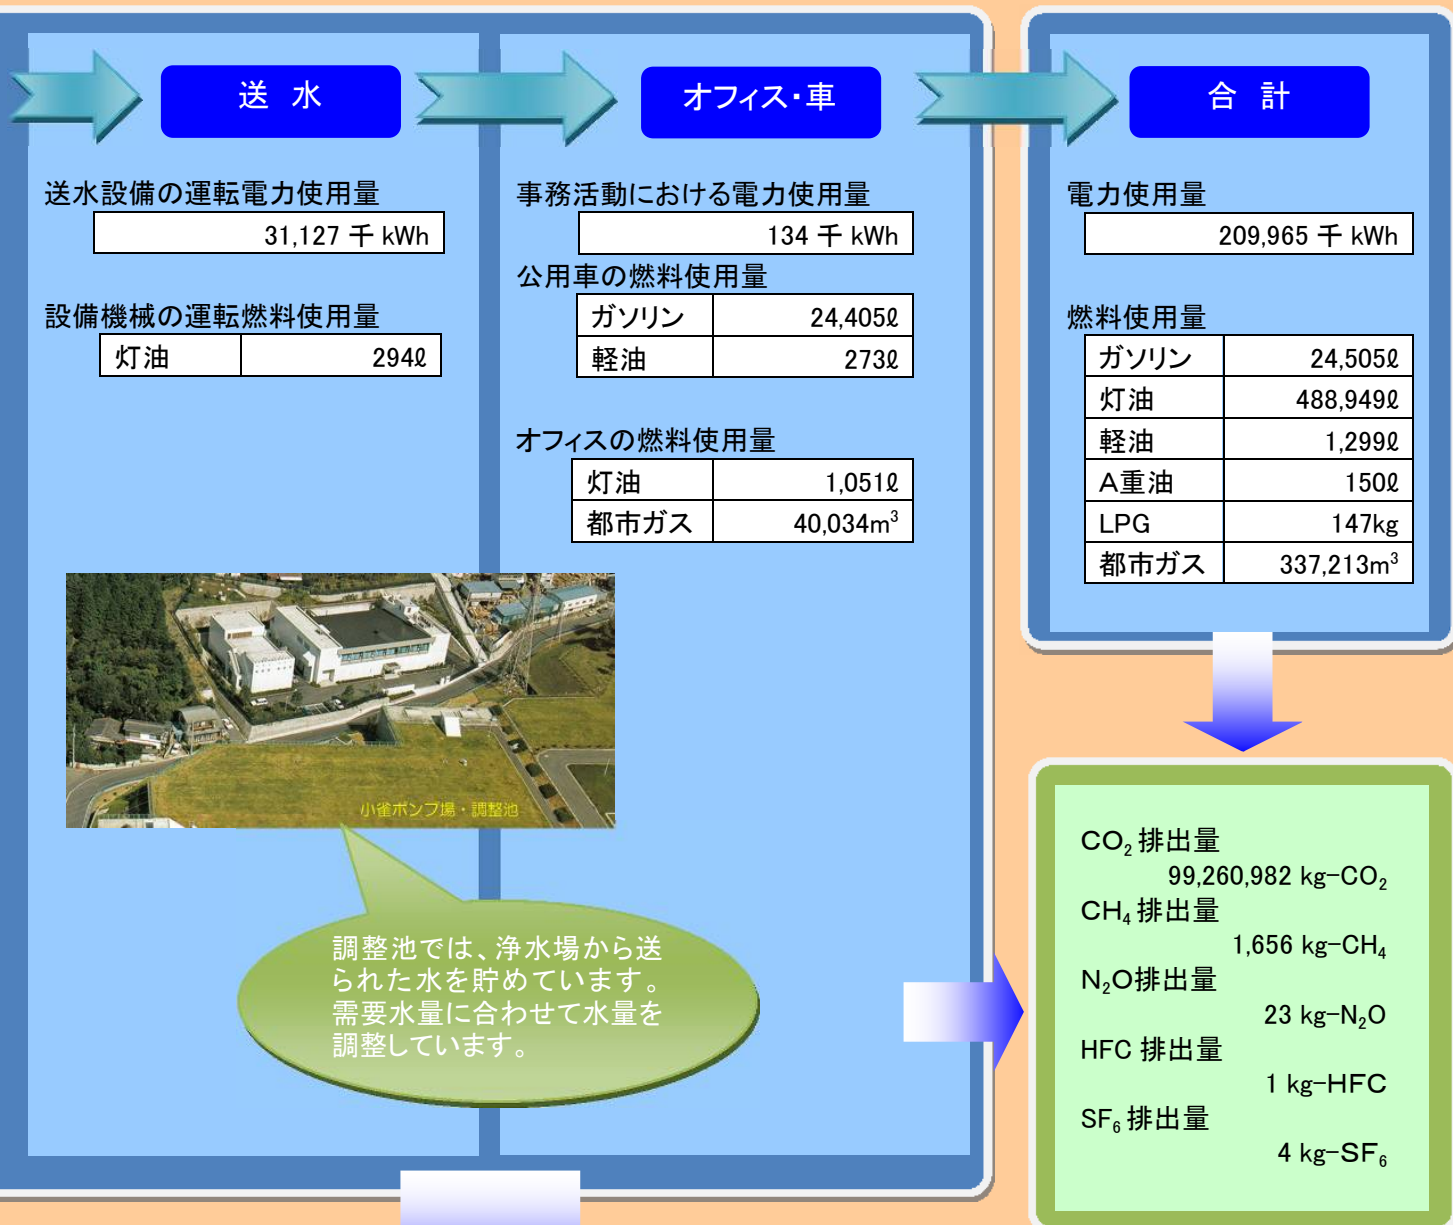 送 水
送水設備の運転電力使用量
31,127 千 kWh
設備機械の運転燃料使用量
灯油 294ℓ
オフィス・車
事務活動における電力使用量
134 千 kWh
公用車の燃料使用量
ガソリン 24,405ℓ
軽油 273ℓ
オフィスの燃料使用量
灯油 1,051ℓ
都市ガス 40,034m³
小雀ポンプ場・調整池
調整池では、浄水場から送
られた水を貯めています。
需要水量に合わせて水量を
調整しています。
合 計
電力使用量
209,965 千 kWh
燃料使用量
ガソリン 24,505ℓ
灯油 488,949ℓ
軽油 1,299ℓ
A重油 150ℓ
LPG 147kg
都市ガス 337,213m³
CO₂排出量
99,260,982 kg-CO₂
CH₄排出量
1,656 kg-CH₄
N₂O排出量
23 kg-N₂O
HFC 排出量
1 kg-HFC
SF₆排出量
4 kg-SF₆